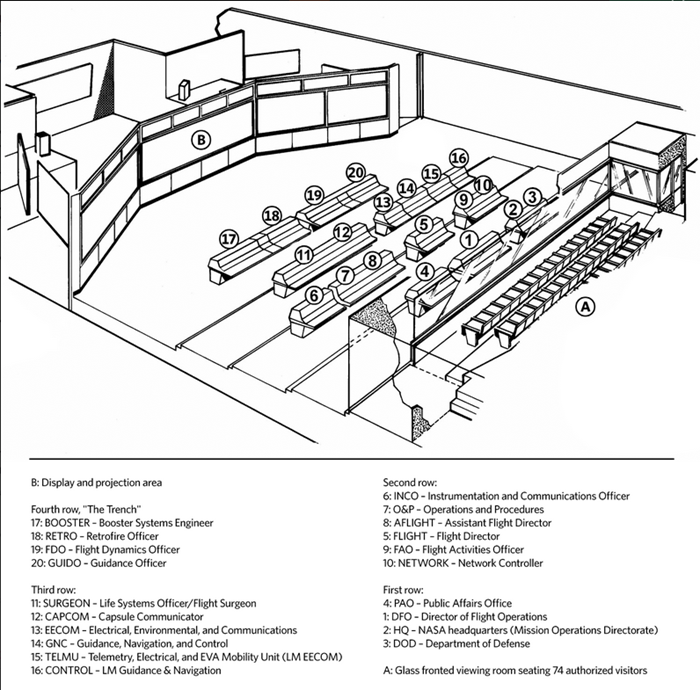 B
20
16
15
19
14
10
13
9
3
18
2
12
5
17
1
11
8
7
4
6
A
B: Display and projection area
Fourth row, "The Trench"
17: BOOSTER – Booster Systems Engineer
18: RETRO – Retrofire Officer
19: FDO – Flight Dynamics Officer
20: GUIDO – Guidance Officer
Third row:
11: SURGEON – Life Systems Officer/Flight Surgeon
12: CAPCOM – Capsule Communicator
13: EECOM – Electrical, Environmental, and Communications
14: GNC – Guidance, Navigation, and Control
15: TELMU – Telemetry, Electrical, and EVA Mobility Unit (LM EECOM)
16: CONTROL – LM Guidance & Navigation
Second row:
6: INCO – Instrumentation and Communications Officer
7: O&P – Operations and Procedures
8: AFLIGHT – Assistant Flight Director
5: FLIGHT – Flight Director
9: FAO – Flight Activities Officer
10: NETWORK – Network Controller
First row:
4: PAO – Public Affairs Office
1: DFO – Director of Flight Operations
2: HQ – NASA headquarters (Mission Operations Directorate)
3: DOD – Department of Defense
A: Glass fronted viewing room seating 74 authorized visitors